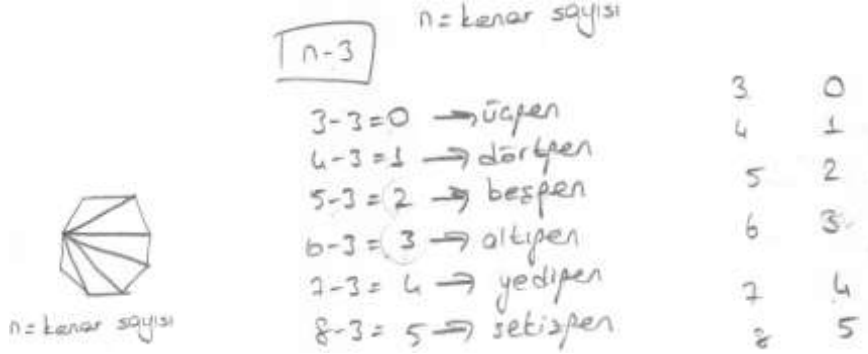 n = kenar sayısı
n-3
3-3=0 → üçgen
4-3=1 → dörtgen
5-3=2 → beşgen
6-3=3 → altıgen
7-3=4 → yedigen
8-3=5 → sekizgen
3 0
4 1
5 2
6 3
7 4
8 5
n = kenar sayısı